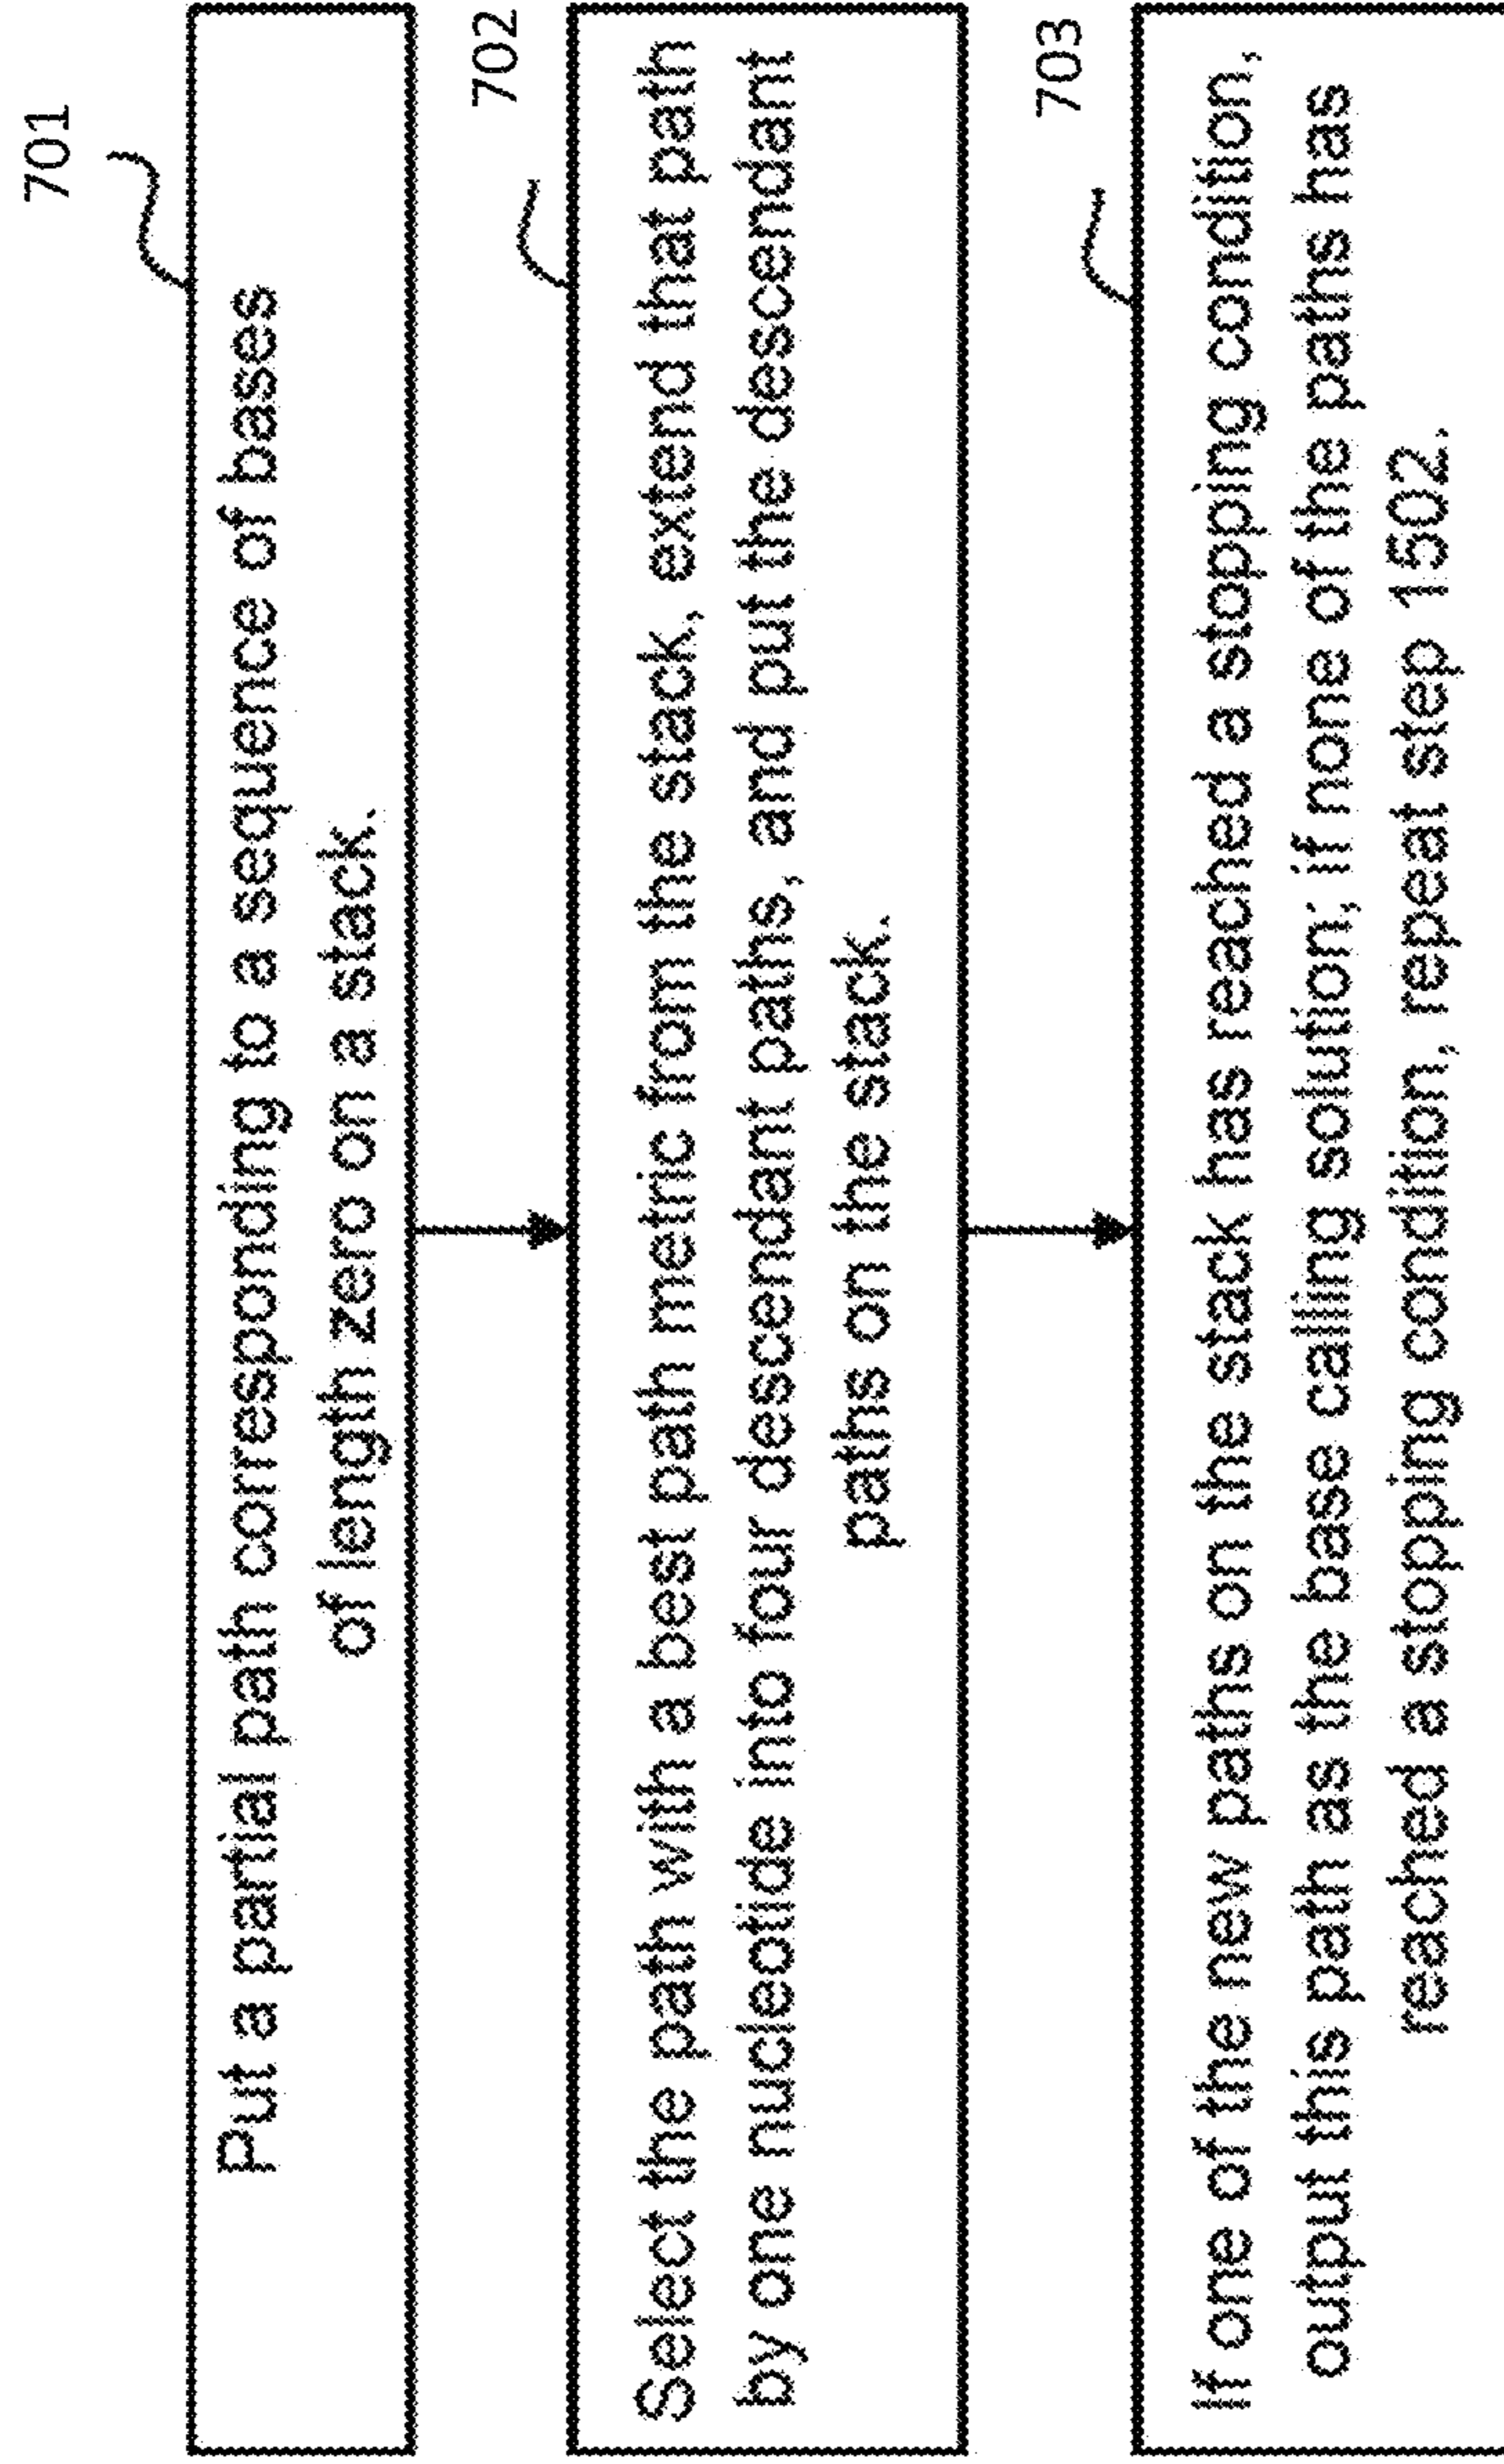 701
Put a partial path corresponding to a sequence of bases
of length zero on a stack.
702
Select the path with a best path metric from the stack, extend that path
by one nucleotide into four descendant paths, and put the descendant
paths on the stack.
703
If one of the new paths on the stack has reached a stopping condition,
output this path as the base calling solution; if none of the paths has
reached a stopping condition, repeat step 1502.